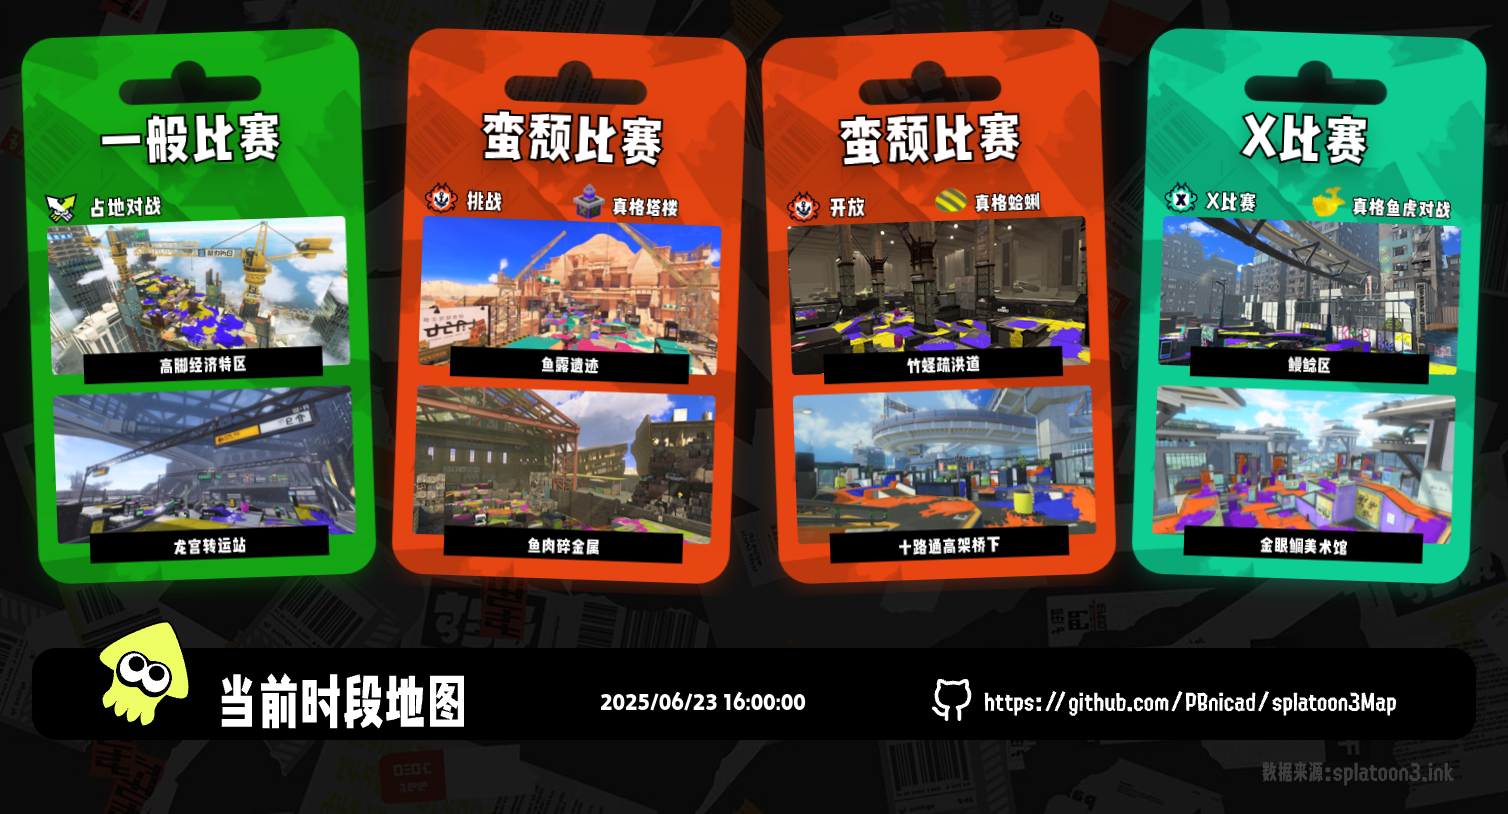 一般比赛
占地对战
高脚经济特区
龙宫转运站
蛮颓比赛
挑战
真格塔楼
鱼露遗迹
鱼肉碎金属
蛮颓比赛
开放
真格蛤蜊
竹蛏疏洪道
十路通高架桥下
X比赛
X比赛
真格鱼虎对战
鳗鲶区
金眼鲷美术馆
当前时段地图
2025/06/23 16:00:00
https://github.com/PBnicad/splatoon3Map
数据来源:splatoon3.ink